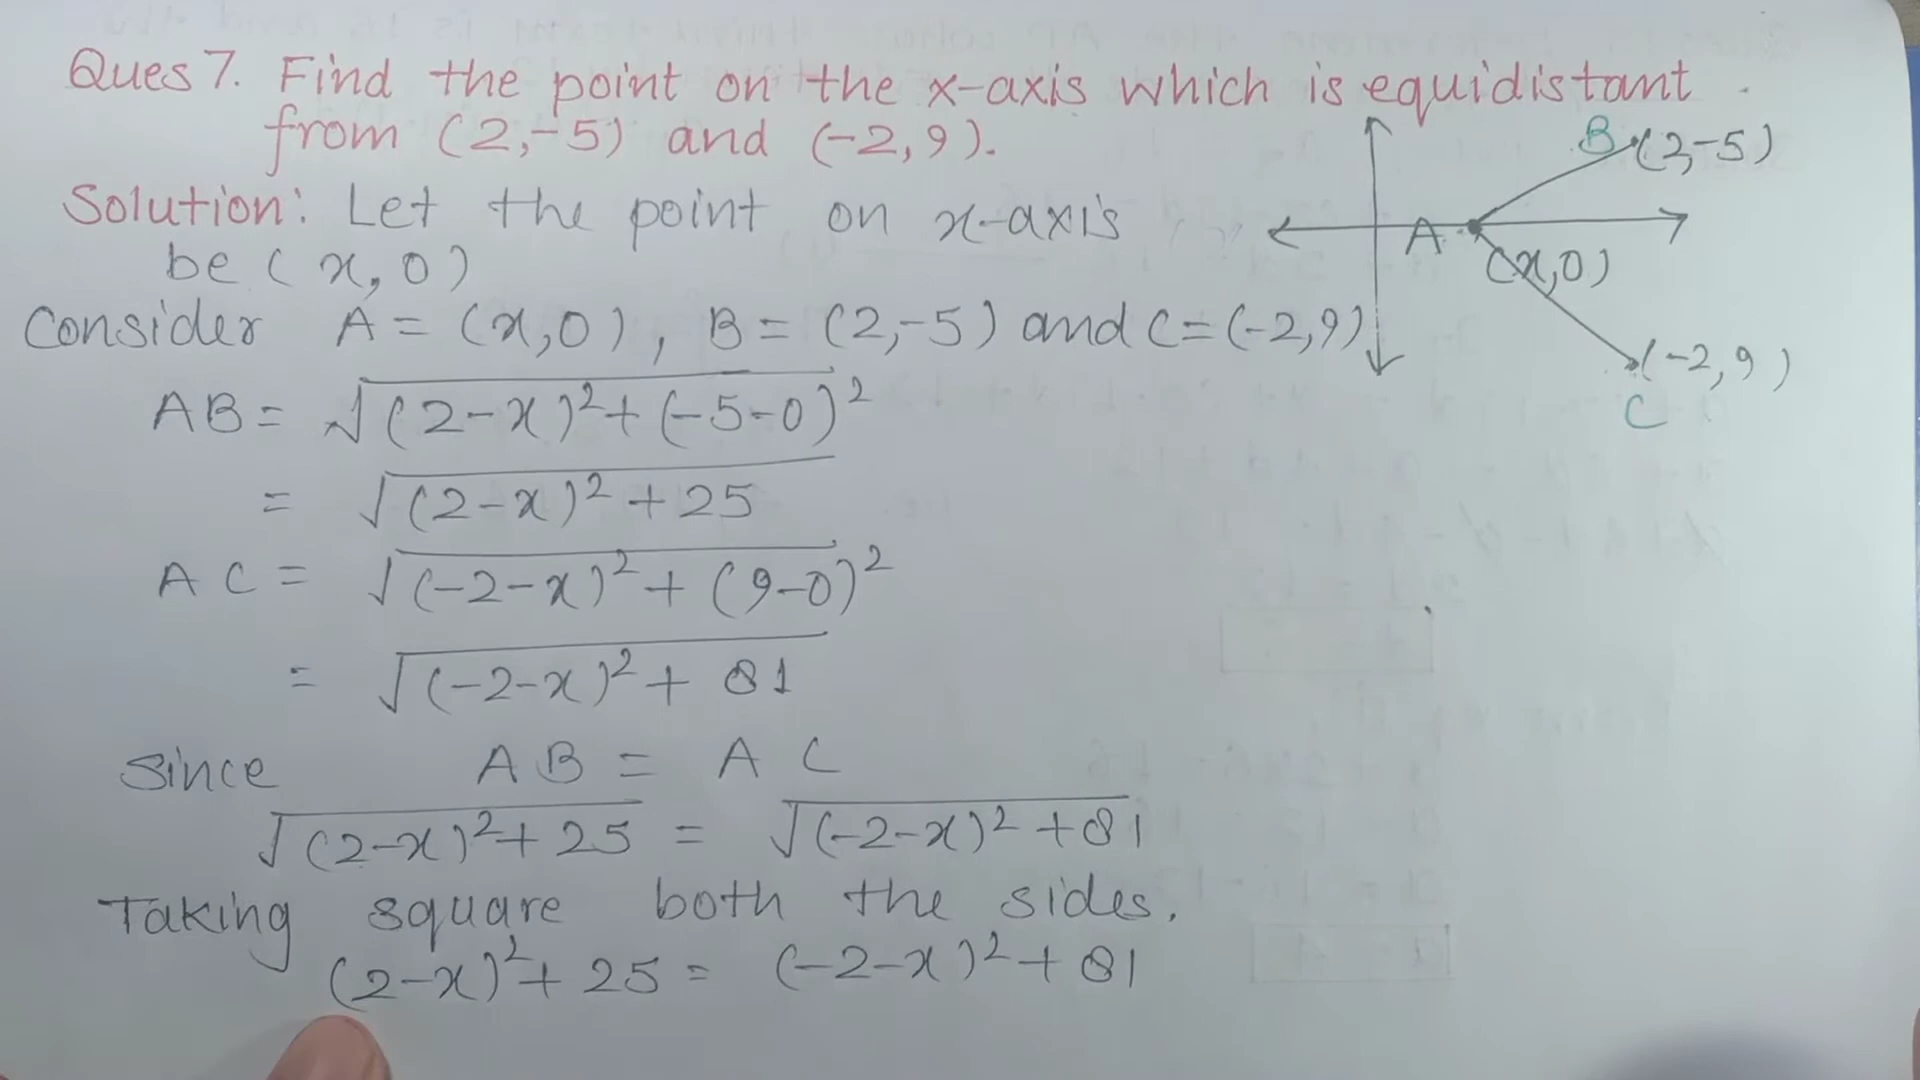 Ques 7. Find the point on the x-axis which is equidistant
from (2,-5) and (-2,9).
B (2,-5)
Solution: Let the point on x-axis
A
be (x,0)
(x,0)
Consider A = (x,0), B = (2,-5) and C = (-2,9)
(-2,9)
C
AB = √(2-x)²+(-5-0)²
= √(2-x)²+25
AC = √(-2-x)²+(9-0)²
= √(-2-x)²+81
Since AB = AC
√(2-x)²+25 = √(-2-x)²+81
Taking square both the sides.
(2-x)²+25 = (-2-x)²+81